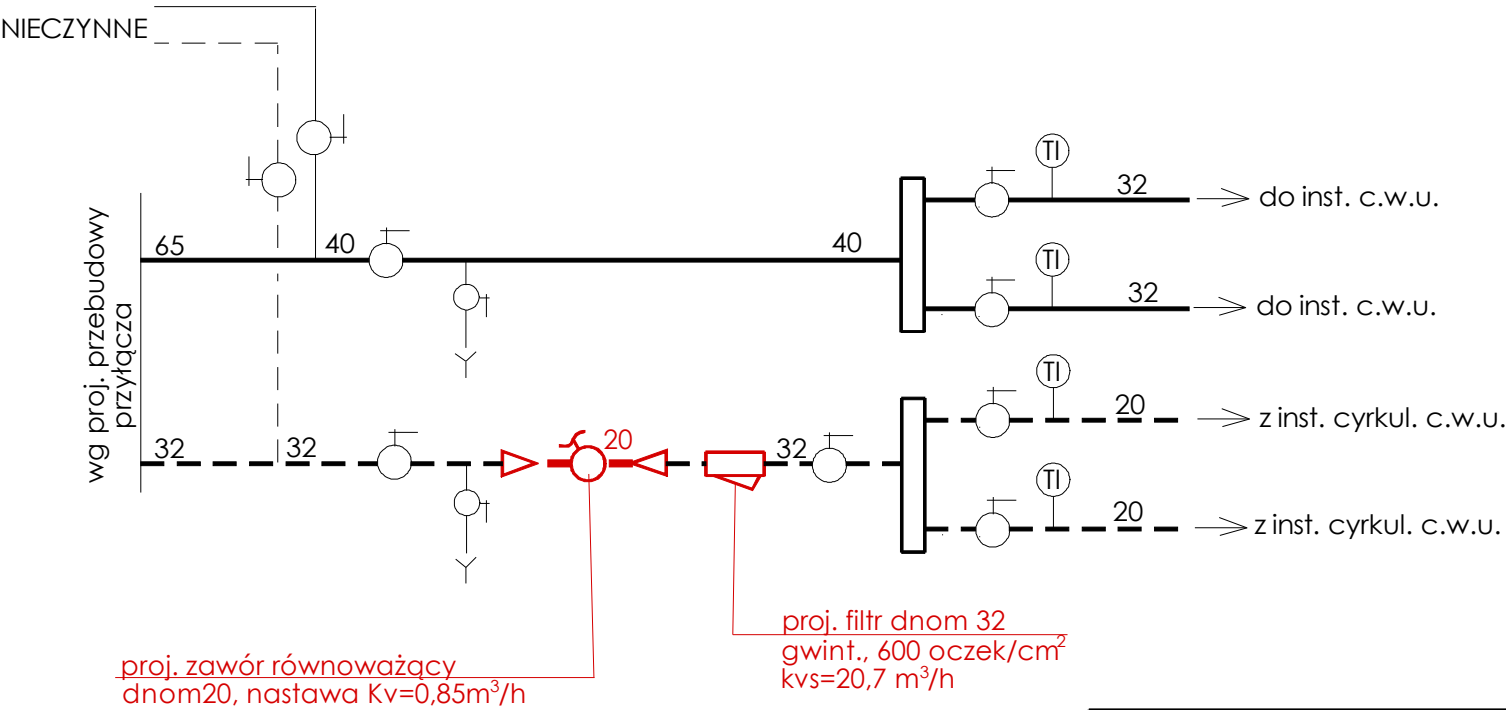 NIECZYNNE
wg proj. przebudowy
przyłącza
65
40
40
TI
32
do inst. c.w.u.
TI
32
do inst. c.w.u.
32
32
20
32
TI
20
z inst. cyrkul. c.w.u.
TI
20
z inst. cyrkul. c.w.u.
proj. filtr dnom 32
gwint., 600 oczek/cm²
kvs=20,7 m³/h
proj. zawór równoważący
dnom20, nastawa Kv=0,85m³/h